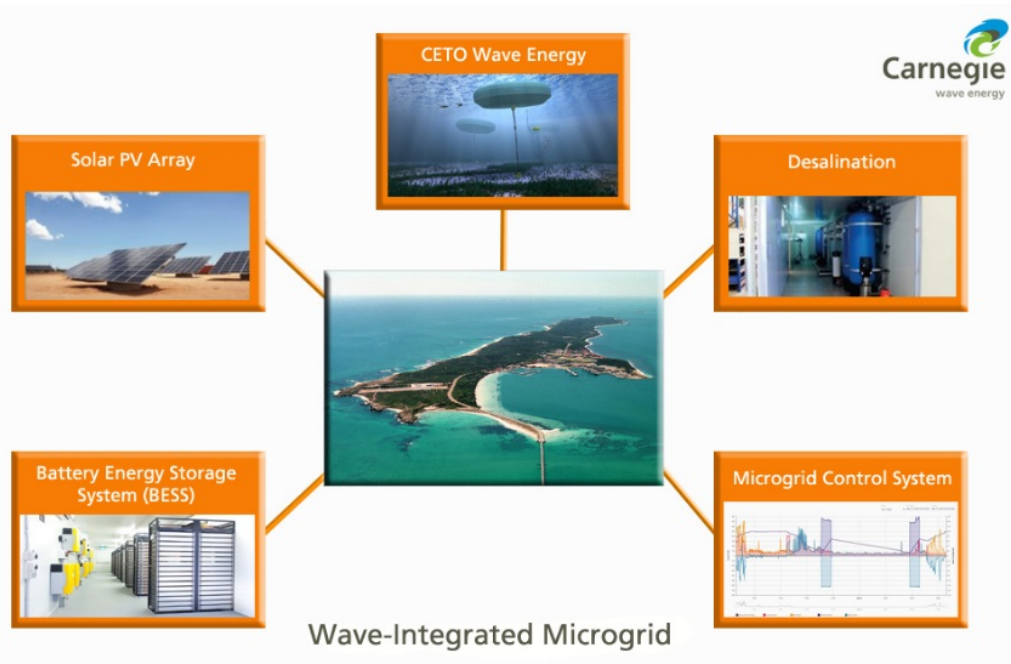 CETO Wave Energy
Carnegie
wave energy
Solar PV Array
Desalination
Battery Energy Storage
System (BESS)
Microgrid Control System
Wave-Integrated Microgrid